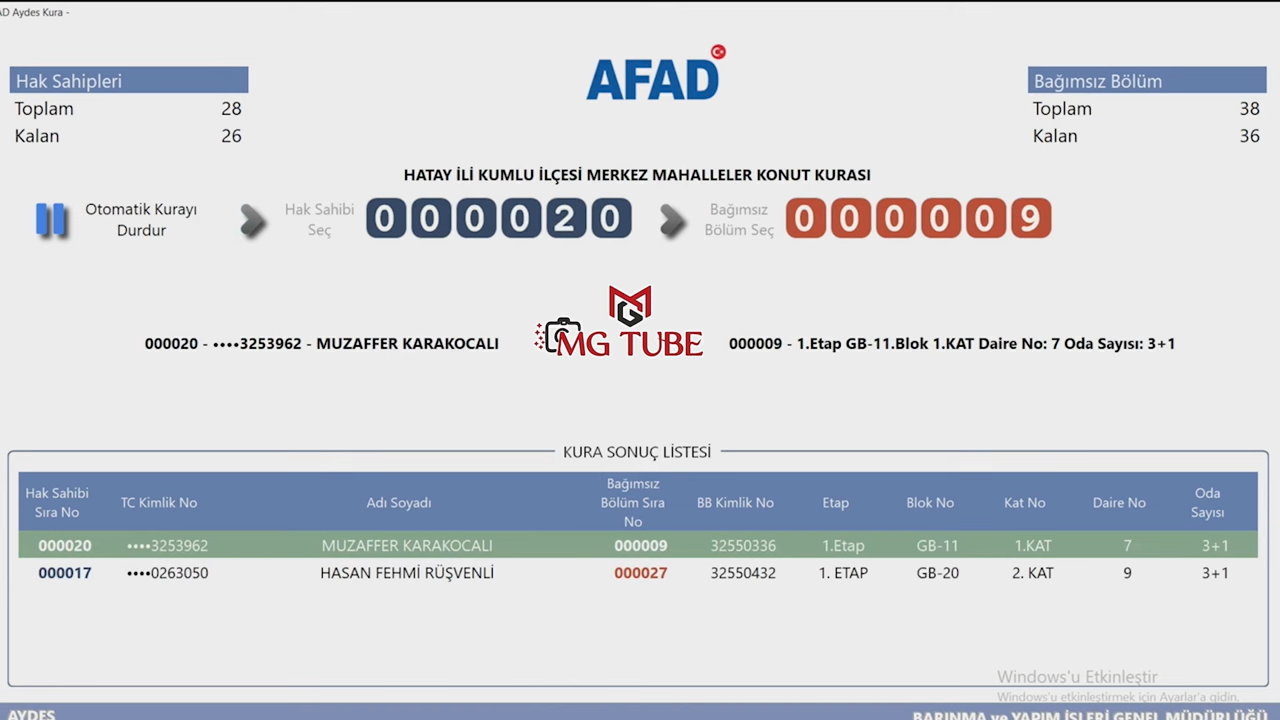 AD Aydes Kura -
AFAD
Hak Sahipleri
Toplam 28
Kalan 26
Bağımsız Bölüm
Toplam 38
Kalan 36
HATAY İLİ KUMLU İLÇESİ MERKEZ MAHALLELER KONUT KURASI
Otomatik Kurayı
Durdur
Hak Sahibi
Seç
000020
Bağımsız
Bölüm Seç
000009
MG TUBE
000020 - ••••3253962 - MUZAFFER KARAKOCALI
000009 - 1.Etap GB-11.Blok 1.KAT Daire No: 7 Oda Sayısı: 3+1
KURA SONUÇ LİSTESİ
Hak Sahibi
Sıra No
TC Kimlik No
Adı Soyadı
Bağımsız
Bölüm Sıra
No
BB Kimlik No
Etap
Blok No
Kat No
Daire No
Oda
Sayısı
000020 ••••3253962 MUZAFFER KARAKOCALI 000009 32550336 1.Etap GB-11 1.KAT 7 3+1
000017 ••••0263050 HASAN FEHMİ RÜŞVENLİ 000027 32550432 1. ETAP GB-20 2. KAT 9 3+1
Windows'u Etkinleştir
Windows'u etkinleştirmek için Ayarlar'a gidin.
AYDES
BARINMA ve YAPIM İŞLERİ GENEL MÜDÜRLÜĞÜ